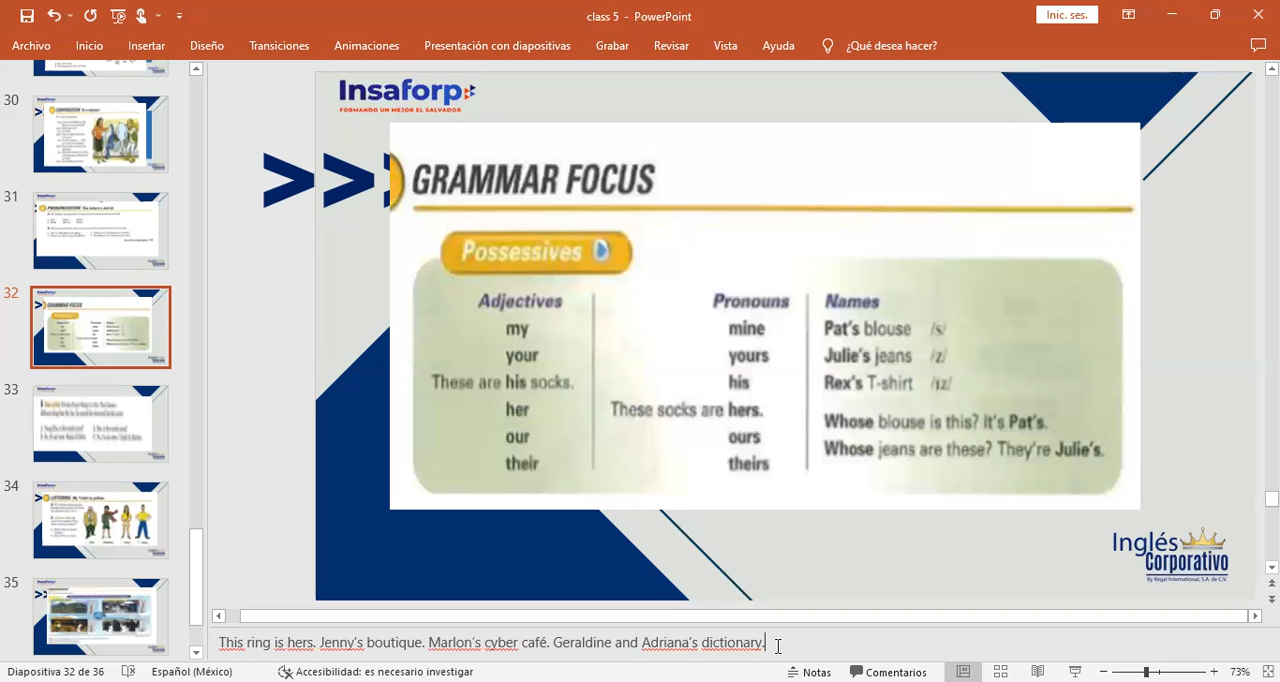 class 5 - PowerPoint
Inic. ses.
Archivo Inicio Insertar Diseño Transiciones Animaciones Presentación con diapositivas Grabar Revisar Vista Ayuda ¿Qué desea hacer?
30
31
32
33
34
35
Insaforp
FORMANDO UN MEJOR EL SALVADOR
GRAMMAR FOCUS
Possessives
Adjectives Pronouns Names
my mine Pat's blouse /s/
your yours Julie's jeans /z/
These are his socks. his Rex's T-shirt /ɪz/
her These socks are hers.
our ours Whose blouse is this? It's Pat's.
their theirs Whose jeans are these? They're Julie's.
Inglés
Corporativo
By Regal International, S.A. de C.V.
This ring is hers. Jenny's boutique. Marlon's cyber café. Geraldine and Adriana's dictionary.
Diapositiva 32 de 36 Español (México) Accesibilidad: es necesario investigar Notas Comentarios 73%